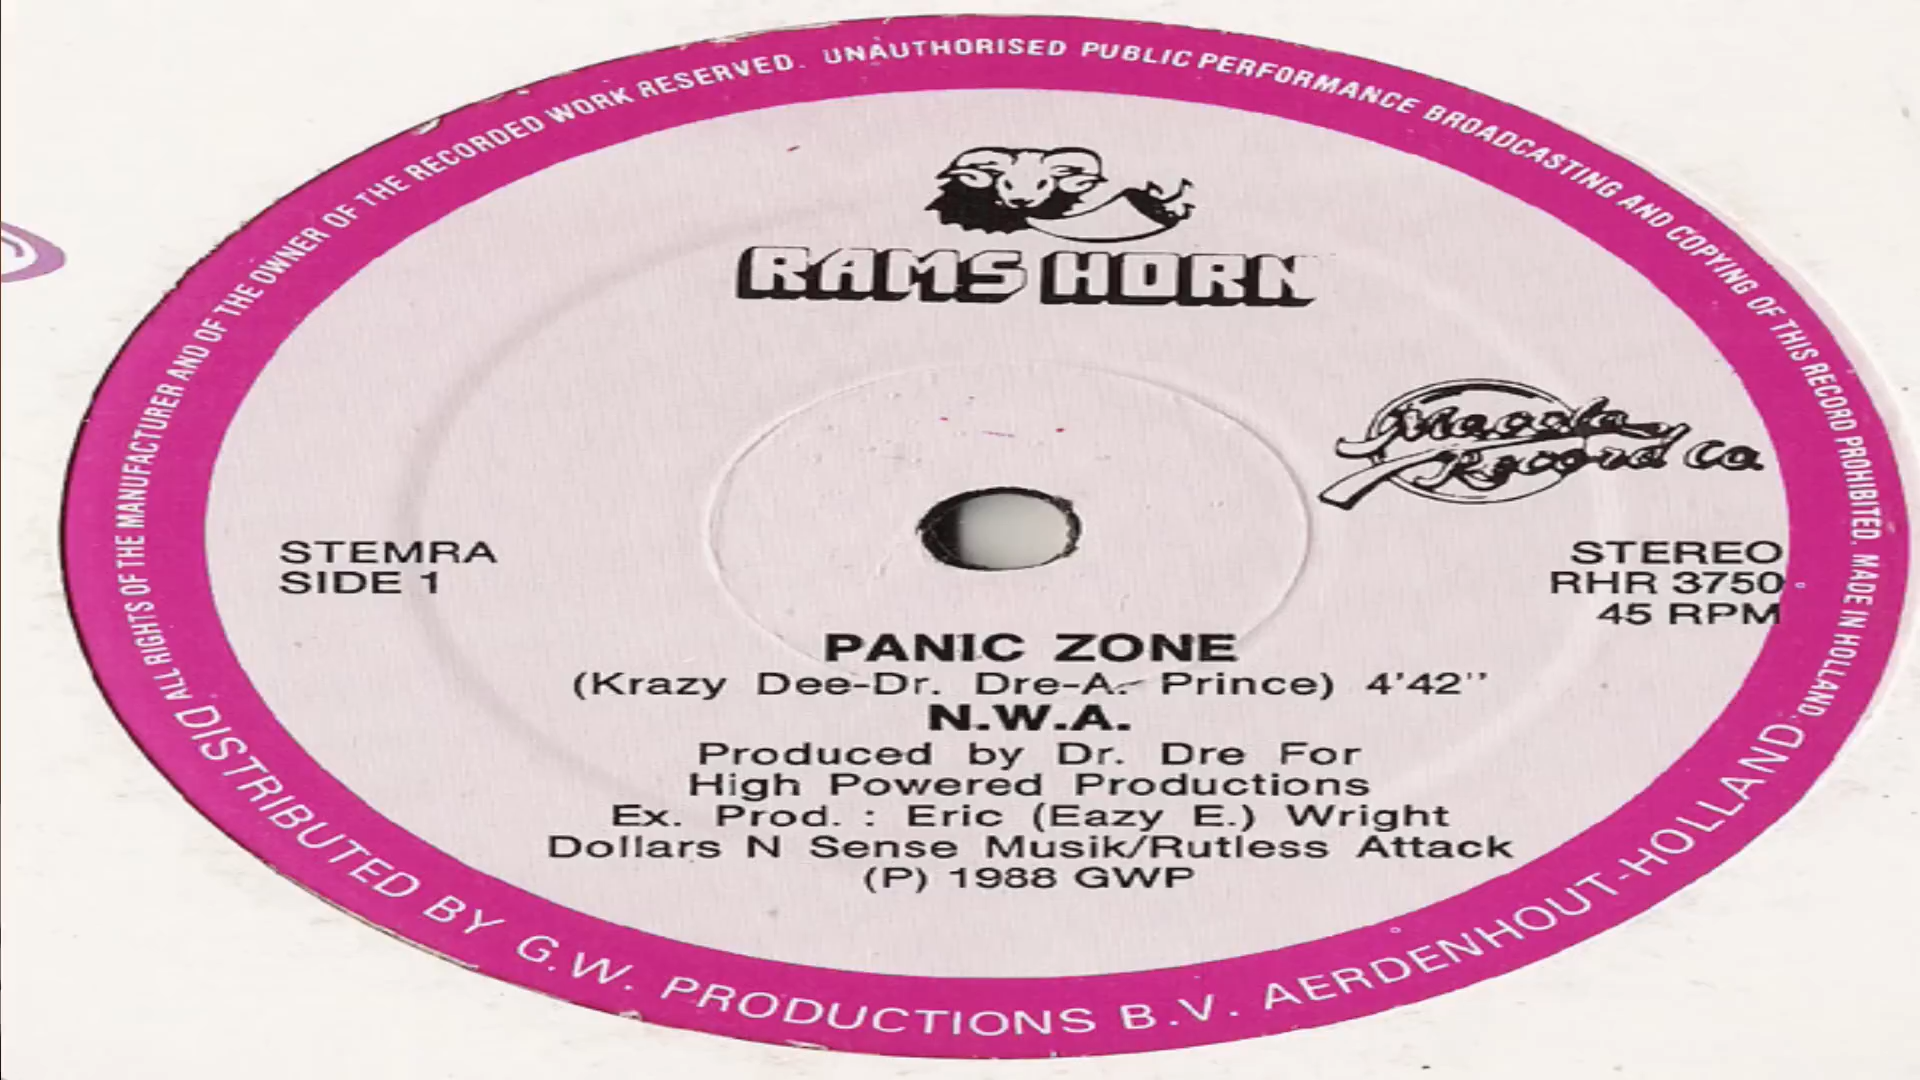 ALL RIGHTS OF THE MANUFACTURER AND OF THE OWNER OF THE RECORDED WORK RESERVED. UNAUTHORISED PUBLIC PERFORMANCE BROADCASTING AND COPYING OF THIS RECORD PROHIBITED. MADE IN HOLLAND.
RAMS HORN
Macola
Record Co.
STEMRA
SIDE 1
STEREO
RHR 3750
45 RPM
PANIC ZONE
(Krazy Dee-Dr. Dre-A. Prince) 4'42''
N.W.A.
Produced by Dr. Dre For
High Powered Productions
Ex. Prod. : Eric (Eazy E.) Wright
Dollars N Sense Musik/Rutless Attack
(P) 1988 GWP
DISTRIBUTED BY G.W. PRODUCTIONS B.V. AERDENHOUT-HOLLAND